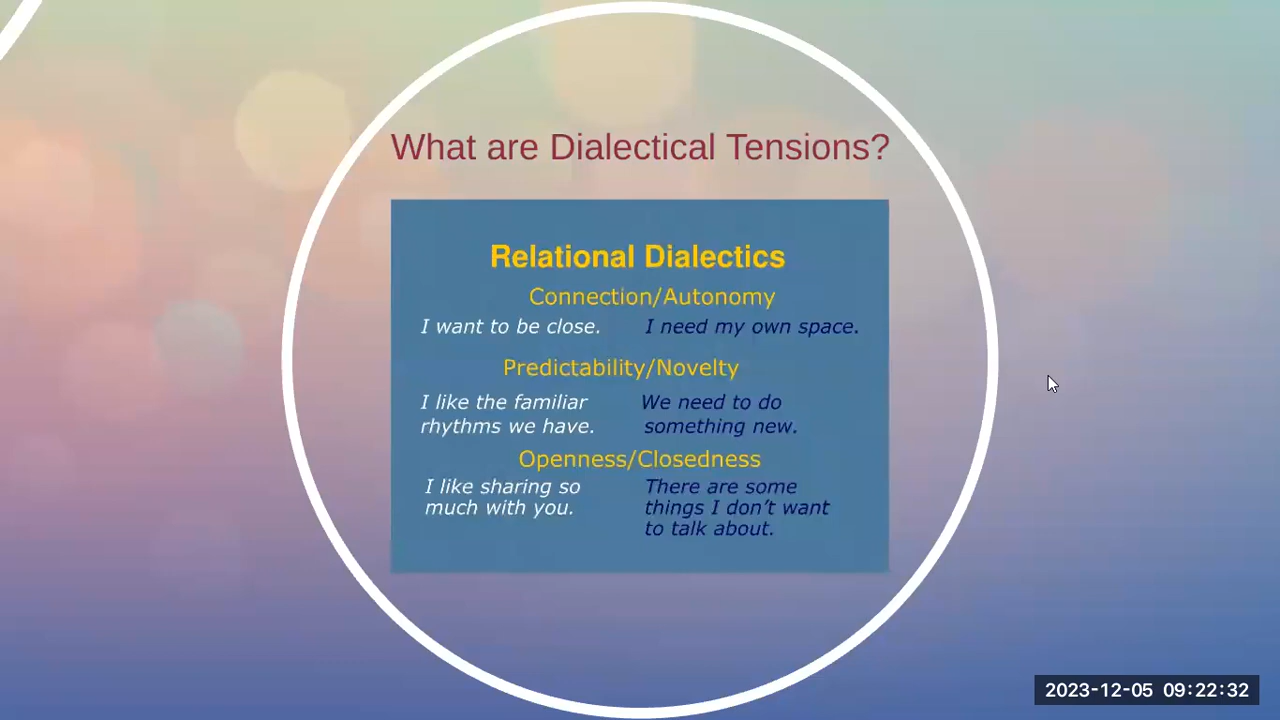 What are Dialectical Tensions?
Relational Dialectics
Connection/Autonomy
I want to be close. I need my own space.
Predictability/Novelty
I like the familiar We need to do
rhythms we have. something new.
Openness/Closedness
I like sharing so There are some
much with you. things I don’t want
to talk about.
2023-12-05 09:22:32